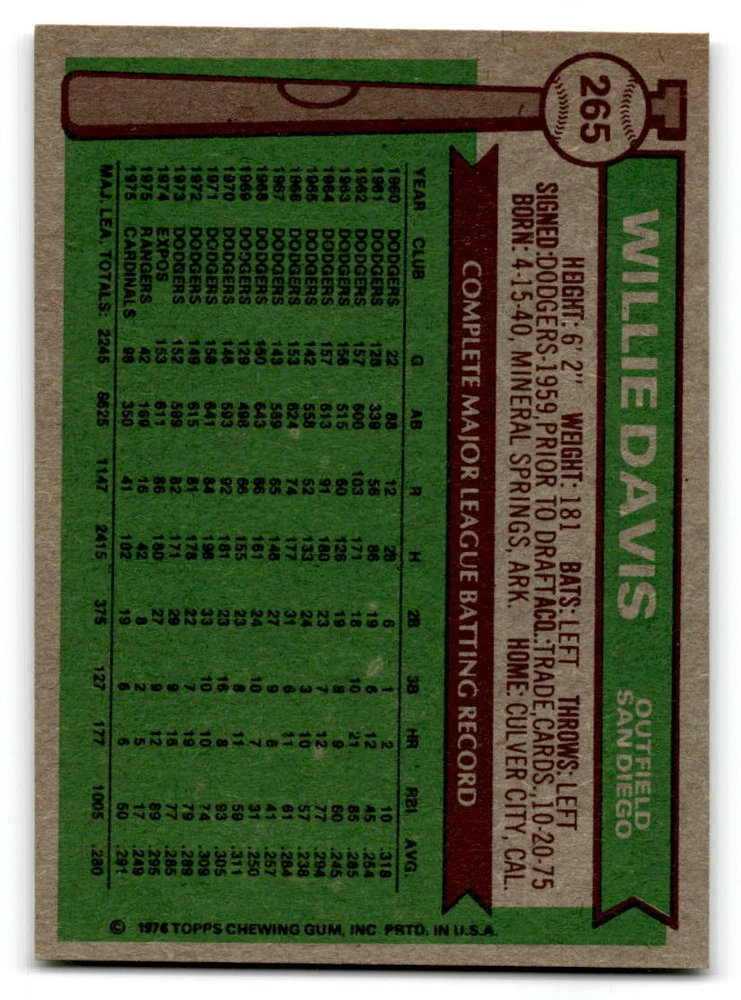 265
WILLIE DAVIS
OUTFIELD
SAN DIEGO
HEIGHT: 6' 2" WEIGHT: 181 BATS: LEFT THROWS: LEFT
SIGNED: DODGERS-1959, PRIOR TO DRAFT ACQ.: TRADE, CARDS., 10-20-75
BORN: 4-15-40, MINERAL SPRINGS, ARK. HOME: CULVER CITY, CAL.
COMPLETE MAJOR LEAGUE BATTING RECORD
YEAR CLUB G AB R H 2B 3B HR RBI AVG.
1960 DODGERS 22 88 12 28 6 1 2 10 .318
1961 DODGERS 128 339 56 86 19 6 12 45 .254
1962 DODGERS 157 600 103 171 18 10 21 85 .285
1963 DODGERS 156 515 60 126 19 8 9 60 .245
1964 DODGERS 157 613 91 180 23 7 12 77 .294
1965 DODGERS 142 558 52 133 24 3 10 57 .238
1966 DODGERS 153 624 74 177 31 6 11 61 .284
1967 DODGERS 143 569 65 146 27 9 6 41 .257
1968 DODGERS 160 643 86 161 24 10 7 31 .250
1969 DODGERS 129 498 66 155 23 8 11 59 .311
1970 DODGERS 146 593 92 181 23 16 8 93 .305
1971 DODGERS 158 641 84 198 33 10 10 74 .309
1972 DODGERS 149 615 81 178 22 7 19 79 .289
1973 DODGERS 152 599 82 171 29 9 16 77 .285
1974 EXPOS 153 611 86 180 27 9 12 89 .295
1975 RANGERS 42 169 16 42 8 2 5 17 .249
1975 CARDINALS 98 350 41 102 19 6 6 50 .291
MAJ. LEA. TOTALS: 2245 8625 1147 2415 375 127 177 1005 .280
© 1976 TOPPS CHEWING GUM, INC PRTD. IN U.S.A.